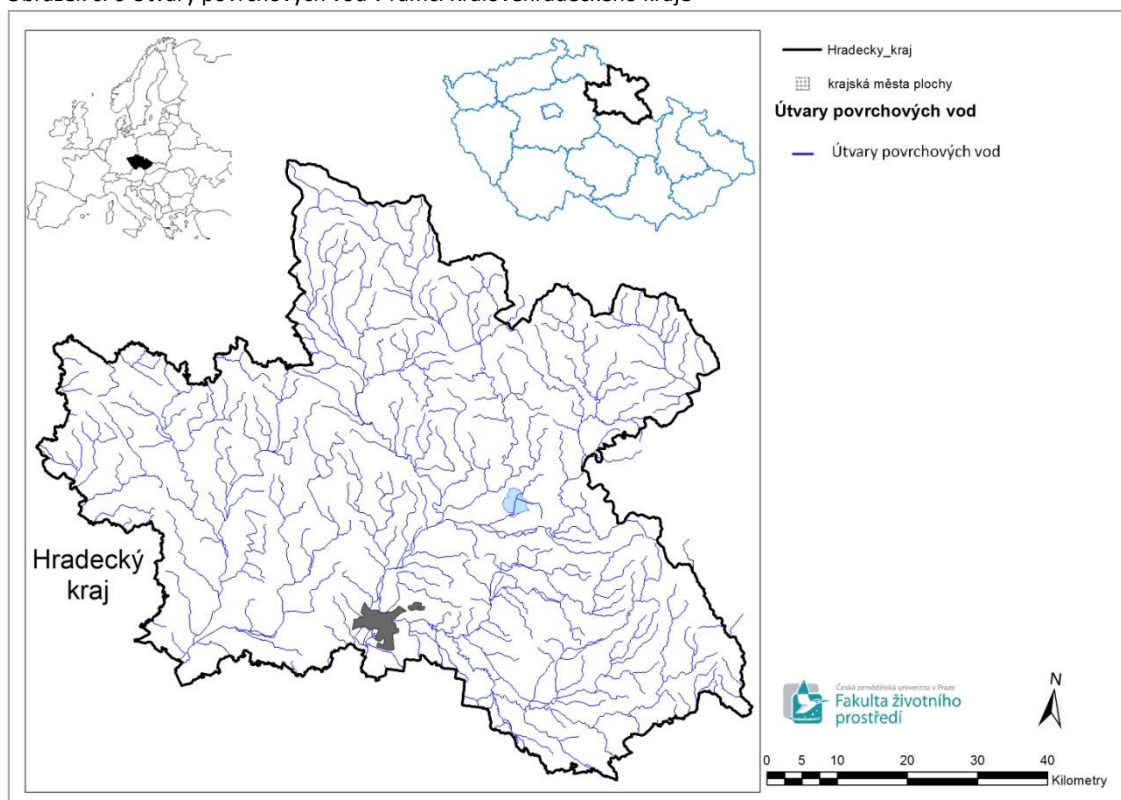 Hradecky_kraj
krajská města plochy
Útvary povrchových vod
Útvary povrchových vod
Hradecký
kraj
Česká zemědělská univerzita v Praze
Fakulta životního
prostředí
N
0 5 10 20 30 40
Kilometry